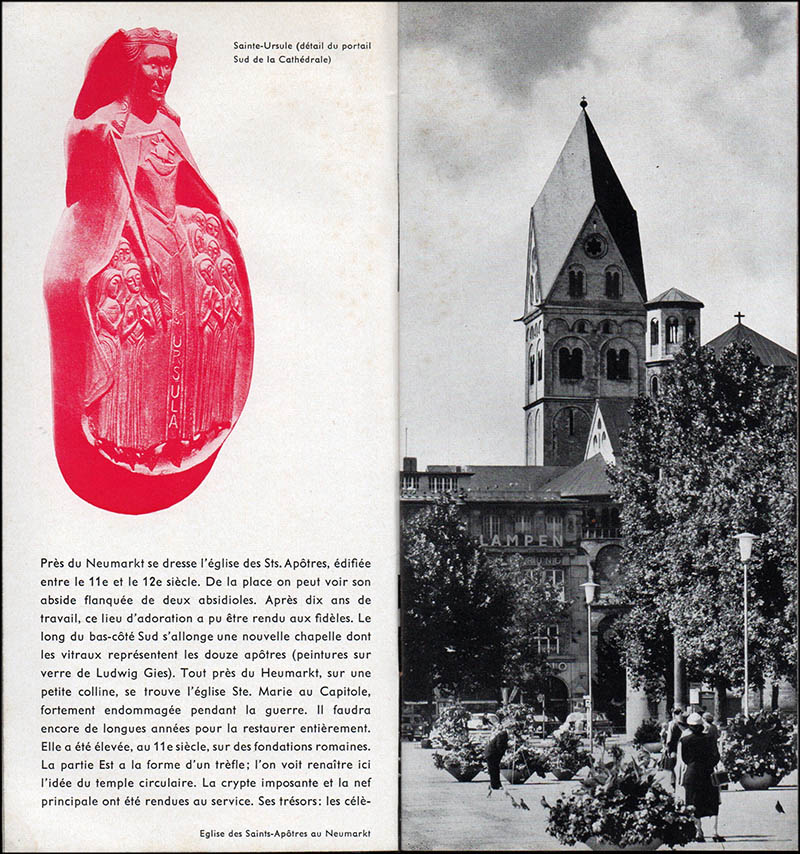 Sainte-Ursule (détail du portail
Sud de la Cathédrale)
URSULA
Près du Neumarkt se dresse l'église des Sts. Apôtres, édifiée
entre le 11e et le 12e siècle. De la place on peut voir son
abside flanquée de deux absidioles. Après dix ans de
travail, ce lieu d'adoration a pu être rendu aux fidèles. Le
long du bas-côté Sud s'allonge une nouvelle chapelle dont
les vitraux représentent les douze apôtres (peintures sur
verre de Ludwig Gies). Tout près du Heumarkt, sur une
petite colline, se trouve l'église Ste. Marie au Capitole,
fortement endommagée pendant la guerre. Il faudra
encore de longues années pour la restaurer entièrement.
Elle a été élevée, au 11e siècle, sur des fondations romaines.
La partie Est a la forme d'un trèfle; l'on voit renaître ici
l'idée du temple circulaire. La crypte imposante et la nef
principale ont été rendues au service. Ses trésors: les célè-
Eglise des Saints-Apôtres au Neumarkt
LAMPEN